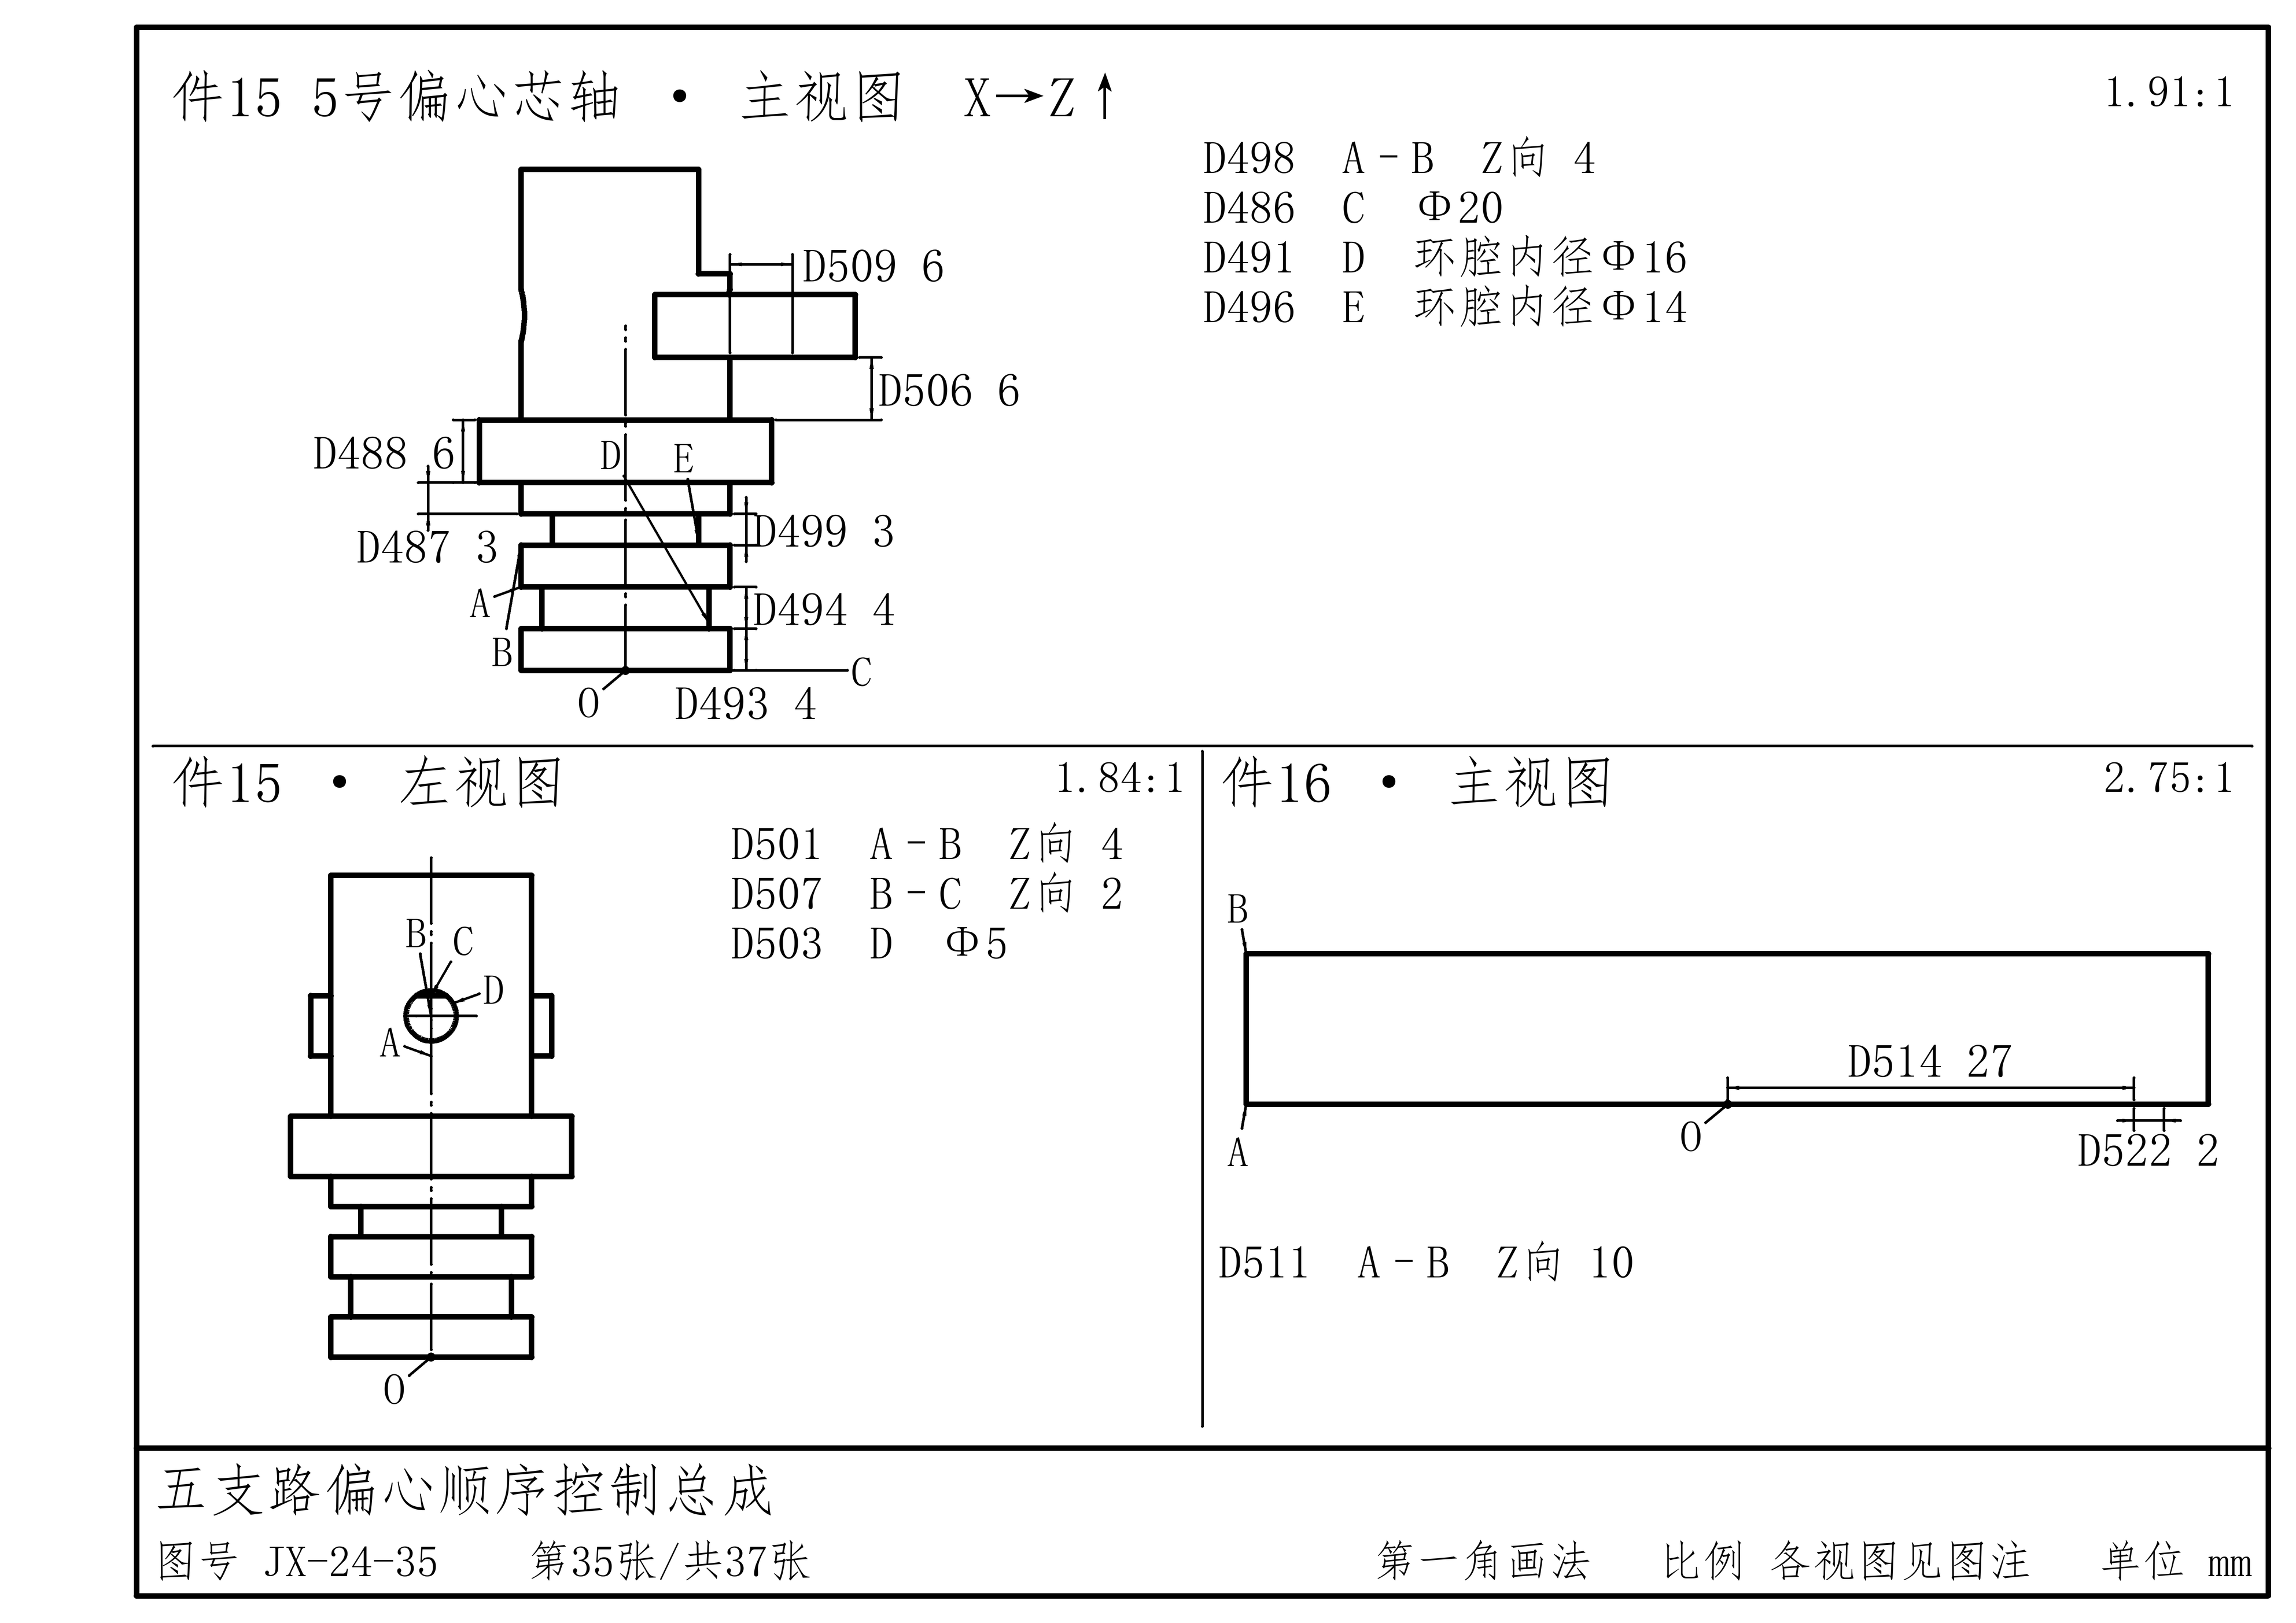 件15 5号偏心芯轴 • 主视图 X→Z↑
1.91:1
D498 A-B Z向 4
D486 C Φ20
D491 D 环腔内径Φ16
D496 E 环腔内径Φ14
D509 6
D506 6
D488 6
D
E
D487 3
D499 3
A
D494 4
B
C
O
D493 4
件15 • 左视图
1.84:1
D501 A-B Z向 4
D507 B-C Z向 2
D503 D Φ5
B
C
D
A
O
件16 • 主视图
2.75:1
B
D514 27
O
A
D522 2
D511 A-B Z向 10
五支路偏心顺序控制总成
图号 JX-24-35 第35张/共37张 第一角画法 比例 各视图见图注 单位 mm